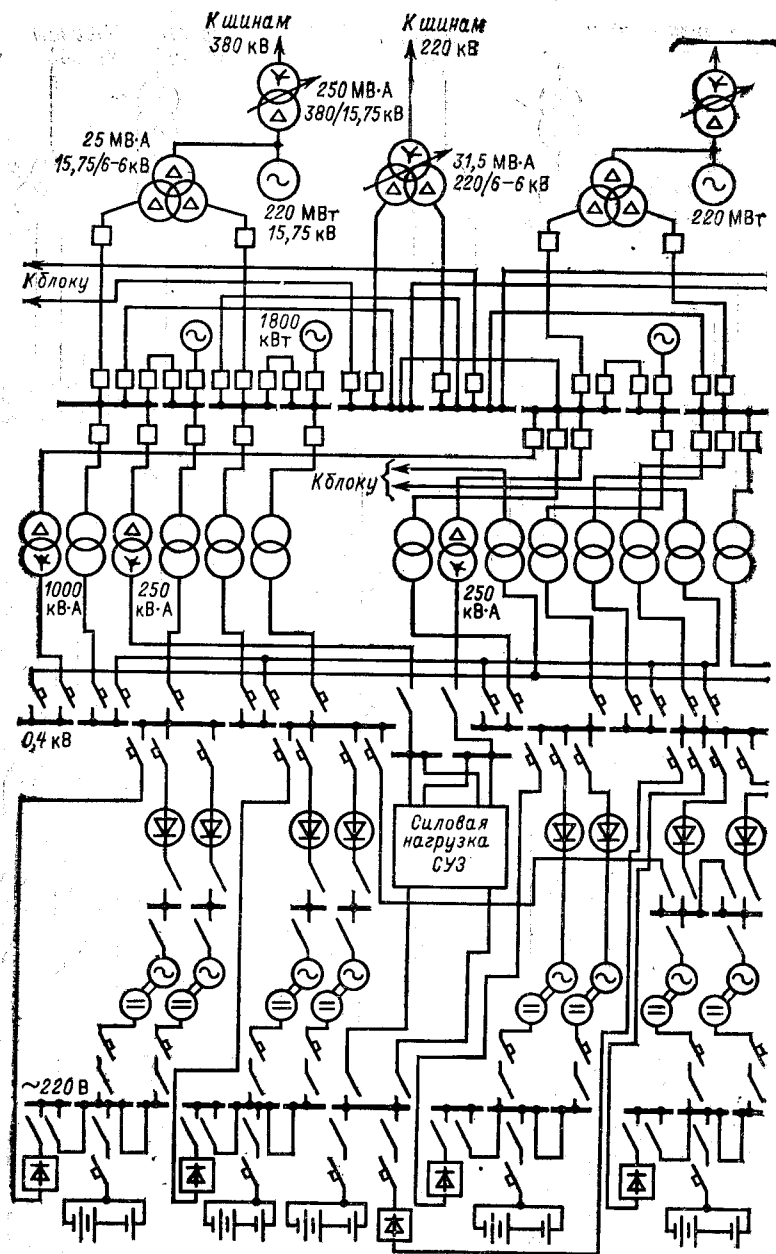 К шинам
380 кВ
К шинам
220 кВ
250 МВ·А
380/15,75 кВ
25 МВ·А
15,75/6–6 кВ
31,5 МВ·А
220/6–6 кВ
220 МВт
15,75 кВ
220 МВт
К блоку
1800
кВт
К блоку
1000
кВ·А
250
кВ·А
250
кВ·А
0,4 кВ
Силовая
нагрузка
СУЗ
~220 В